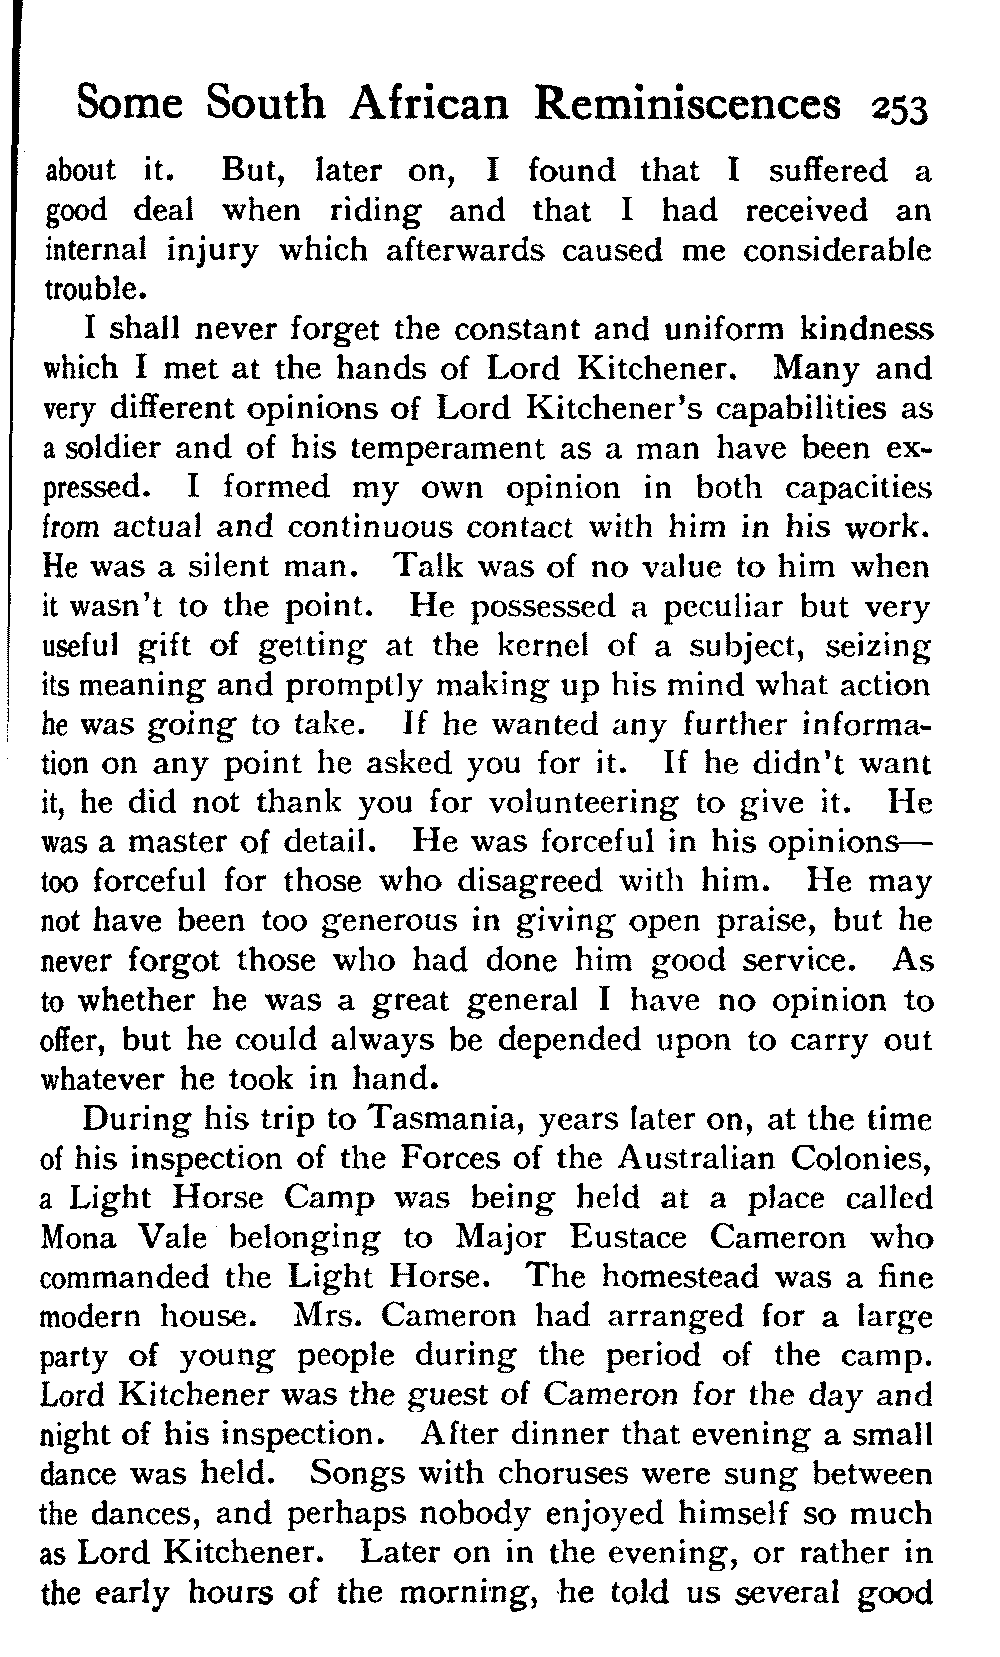 Some South African Reminiscences 253
about it. But, later on, I found that I suffered a
good deal when riding and that I had received an
internal injury which afterwards caused me considerable
trouble.
I shall never forget the constant and uniform kindness
which I met at the hands of Lord Kitchener. Many and
very different opinions of Lord Kitchener's capabilities as
a soldier and of his temperament as a man have been ex-
pressed. I formed my own opinion in both capacities
from actual and continuous contact with him in his work.
He was a silent man. Talk was of no value to him when
it wasn't to the point. He possessed a peculiar but very
useful gift of getting at the kernel of a subject, seizing
its meaning and promptly making up his mind what action
he was going to take. If he wanted any further informa-
tion on any point he asked you for it. If he didn't want
it, he did not thank you for volunteering to give it. He
was a master of detail. He was forceful in his opinions—
too forceful for those who disagreed with him. He may
not have been too generous in giving open praise, but he
never forgot those who had done him good service. As
to whether he was a great general I have no opinion to
offer, but he could always be depended upon to carry out
whatever he took in hand.
During his trip to Tasmania, years later on, at the time
of his inspection of the Forces of the Australian Colonies,
a Light Horse Camp was being held at a place called
Mona Vale belonging to Major Eustace Cameron who
commanded the Light Horse. The homestead was a fine
modern house. Mrs. Cameron had arranged for a large
party of young people during the period of the camp.
Lord Kitchener was the guest of Cameron for the day and
night of his inspection. After dinner that evening a small
dance was held. Songs with choruses were sung between
the dances, and perhaps nobody enjoyed himself so much
as Lord Kitchener. Later on in the evening, or rather in
the early hours of the morning, he told us several good